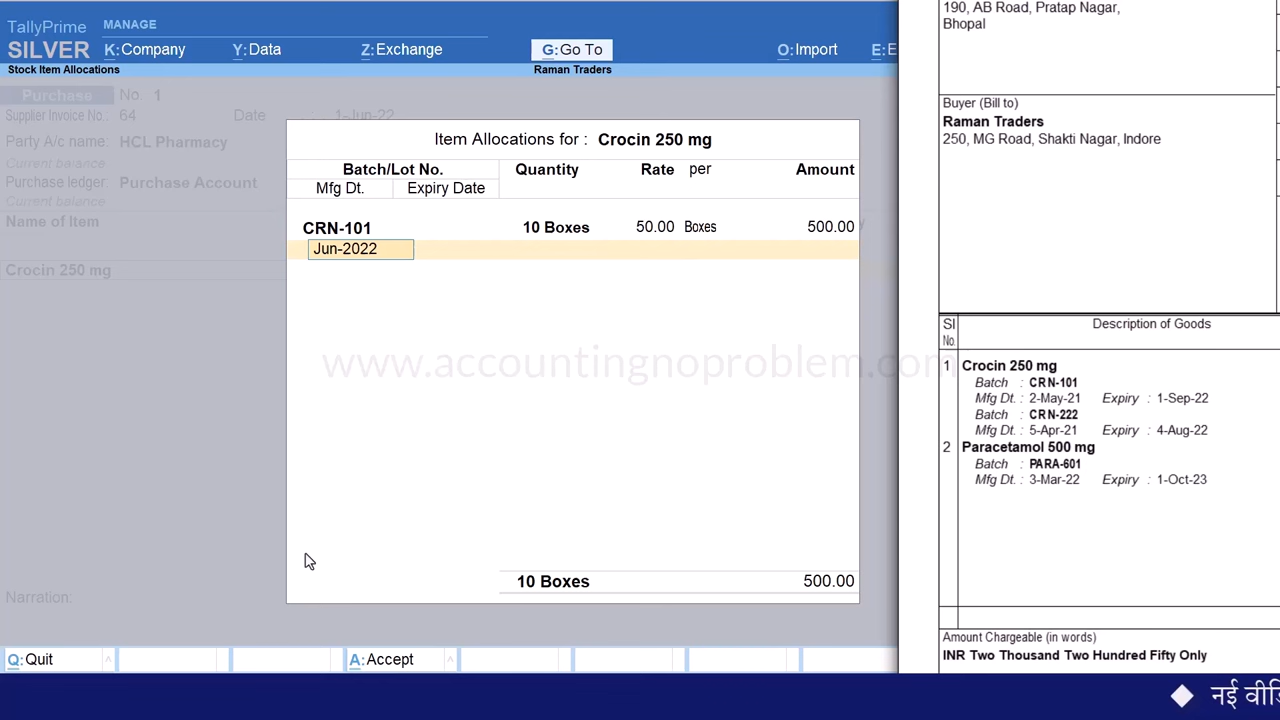 TallyPrime
MANAGE
SILVER
K:Company
Y:Data
Z:Exchange
G:Go To
O:Import
E:E
Stock Item Allocations
Raman Traders
Purchase
No. 1
Supplier Invoice No.: 64
Date
1-Jun-22
Party A/c name: HCL Pharmacy
Current balance
Purchase ledger: Purchase Account
Current balance
Name of Item
Crocin 250 mg
Narration:
Item Allocations for : Crocin 250 mg
Batch/Lot No. Quantity Rate per Amount
Mfg Dt. Expiry Date
CRN-101 10 Boxes 50.00 Boxes 500.00
Jun-2022
www.accountingnoproblem.com
10 Boxes 500.00
Q:Quit
A:Accept
190, AB Road, Pratap Nagar,
Bhopal
Buyer (Bill to)
Raman Traders
250, MG Road, Shakti Nagar, Indore
Sl No. Description of Goods
1 Crocin 250 mg
Batch : CRN-101
Mfg Dt. : 2-May-21 Expiry : 1-Sep-22
Batch : CRN-222
Mfg Dt. : 5-Apr-21 Expiry : 4-Aug-22
2 Paracetamol 500 mg
Batch : PARA-601
Mfg Dt. : 3-Mar-22 Expiry : 1-Oct-23
Amount Chargeable (in words)
INR Two Thousand Two Hundred Fifty Only
नई